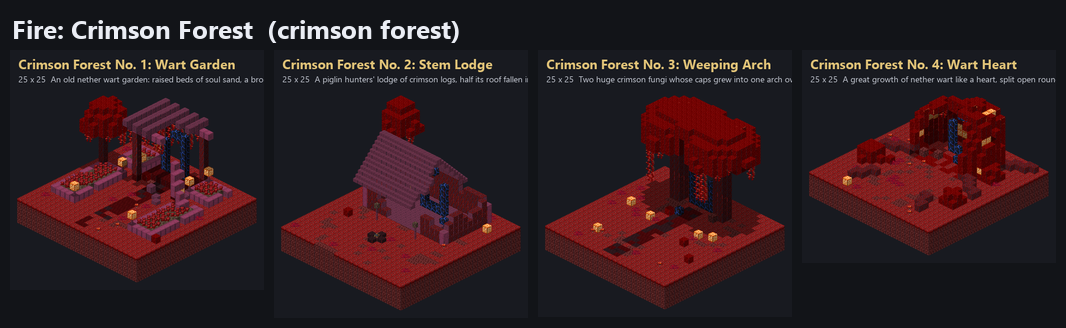 Fire: Crimson Forest (crimson forest)
Crimson Forest No. 1: Wart Garden
25 x 25 An old nether wart garden: raised beds of soul sand, a bro
Crimson Forest No. 2: Stem Lodge
25 x 25 A piglin hunters' lodge of crimson logs, half its roof fallen i
Crimson Forest No. 3: Weeping Arch
25 x 25 Two huge crimson fungi whose caps grew into one arch ov
Crimson Forest No. 4: Wart Heart
25 x 25 A great growth of nether wart like a heart, split open roun